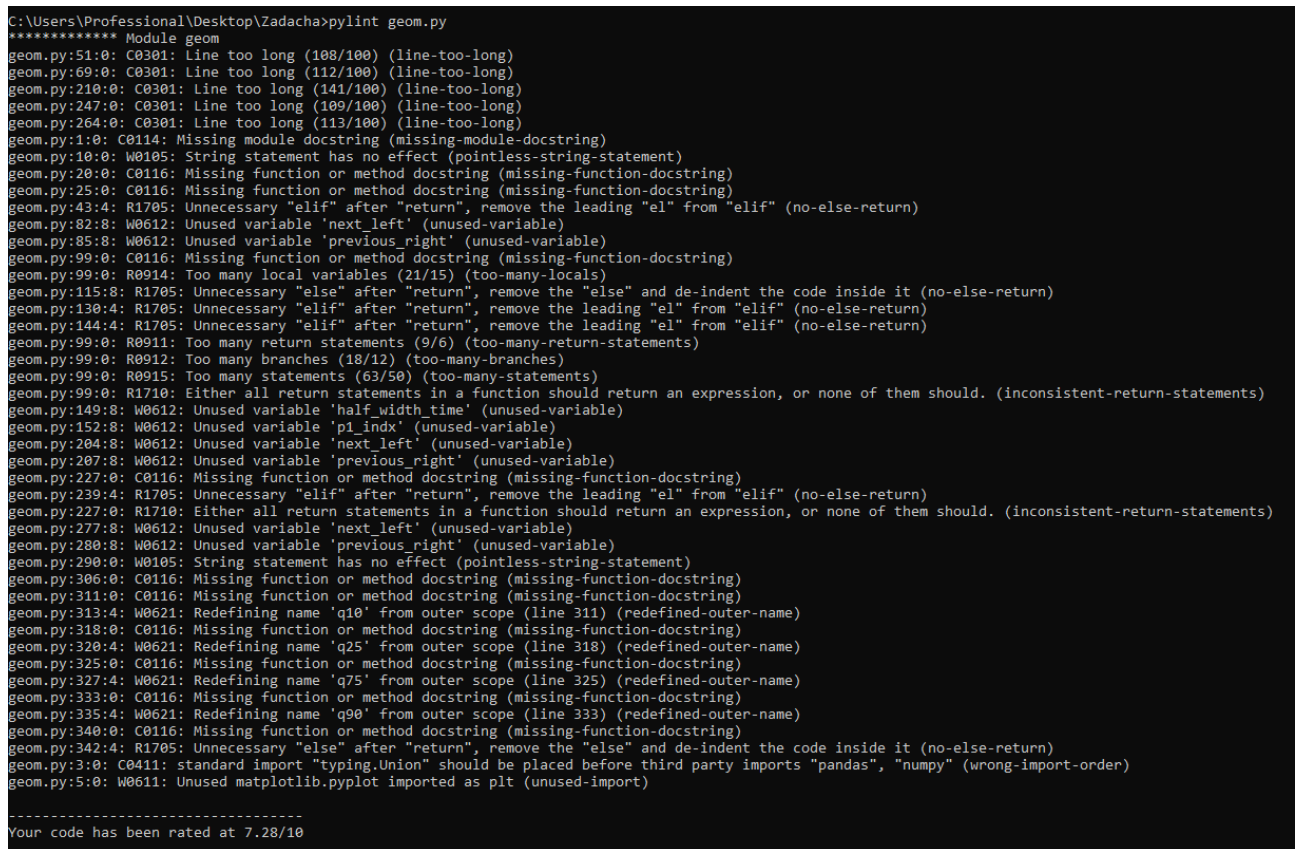 C:\Users\Professional\Desktop\Zadacha>pylint geom.py
************* Module geom
geom.py:51:0: C0301: Line too long (108/100) (line-too-long)
geom.py:69:0: C0301: Line too long (112/100) (line-too-long)
geom.py:210:0: C0301: Line too long (141/100) (line-too-long)
geom.py:247:0: C0301: Line too long (109/100) (line-too-long)
geom.py:264:0: C0301: Line too long (113/100) (line-too-long)
geom.py:1:0: C0114: Missing module docstring (missing-module-docstring)
geom.py:10:0: W0105: String statement has no effect (pointless-string-statement)
geom.py:20:0: C0116: Missing function or method docstring (missing-function-docstring)
geom.py:25:0: C0116: Missing function or method docstring (missing-function-docstring)
geom.py:43:4: R1705: Unnecessary "elif" after "return", remove the leading "el" from "elif" (no-else-return)
geom.py:82:8: W0612: Unused variable 'next_left' (unused-variable)
geom.py:85:8: W0612: Unused variable 'previous_right' (unused-variable)
geom.py:99:0: C0116: Missing function or method docstring (missing-function-docstring)
geom.py:99:0: R0914: Too many local variables (21/15) (too-many-locals)
geom.py:115:8: R1705: Unnecessary "else" after "return", remove the "else" and de-indent the code inside it (no-else-return)
geom.py:130:4: R1705: Unnecessary "elif" after "return", remove the leading "el" from "elif" (no-else-return)
geom.py:144:4: R1705: Unnecessary "elif" after "return", remove the leading "el" from "elif" (no-else-return)
geom.py:99:0: R0911: Too many return statements (9/6) (too-many-return-statements)
geom.py:99:0: R0912: Too many branches (18/12) (too-many-branches)
geom.py:99:0: R0915: Too many statements (63/50) (too-many-statements)
geom.py:99:0: R1710: Either all return statements in a function should return an expression, or none of them should. (inconsistent-return-statements)
geom.py:149:8: W0612: Unused variable 'half_width_time' (unused-variable)
geom.py:152:8: W0612: Unused variable 'p1_indx' (unused-variable)
geom.py:204:8: W0612: Unused variable 'next_left' (unused-variable)
geom.py:207:8: W0612: Unused variable 'previous_right' (unused-variable)
geom.py:227:0: C0116: Missing function or method docstring (missing-function-docstring)
geom.py:239:4: R1705: Unnecessary "elif" after "return", remove the leading "el" from "elif" (no-else-return)
geom.py:227:0: R1710: Either all return statements in a function should return an expression, or none of them should. (inconsistent-return-statements)
geom.py:277:8: W0612: Unused variable 'next_left' (unused-variable)
geom.py:280:8: W0612: Unused variable 'previous_right' (unused-variable)
geom.py:290:0: W0105: String statement has no effect (pointless-string-statement)
geom.py:306:0: C0116: Missing function or method docstring (missing-function-docstring)
geom.py:311:0: C0116: Missing function or method docstring (missing-function-docstring)
geom.py:313:4: W0621: Redefining name 'q10' from outer scope (line 311) (redefined-outer-name)
geom.py:318:0: C0116: Missing function or method docstring (missing-function-docstring)
geom.py:320:4: W0621: Redefining name 'q25' from outer scope (line 318) (redefined-outer-name)
geom.py:325:0: C0116: Missing function or method docstring (missing-function-docstring)
geom.py:327:4: W0621: Redefining name 'q75' from outer scope (line 325) (redefined-outer-name)
geom.py:333:0: C0116: Missing function or method docstring (missing-function-docstring)
geom.py:335:4: W0621: Redefining name 'q90' from outer scope (line 333) (redefined-outer-name)
geom.py:340:0: C0116: Missing function or method docstring (missing-function-docstring)
geom.py:342:4: R1705: Unnecessary "else" after "return", remove the "else" and de-indent the code inside it (no-else-return)
geom.py:3:0: C0411: standard import "typing.Union" should be placed before third party imports "pandas", "numpy" (wrong-import-order)
geom.py:5:0: W0611: Unused matplotlib.pyplot imported as plt (unused-import)
-----------------------------------
Your code has been rated at 7.28/10